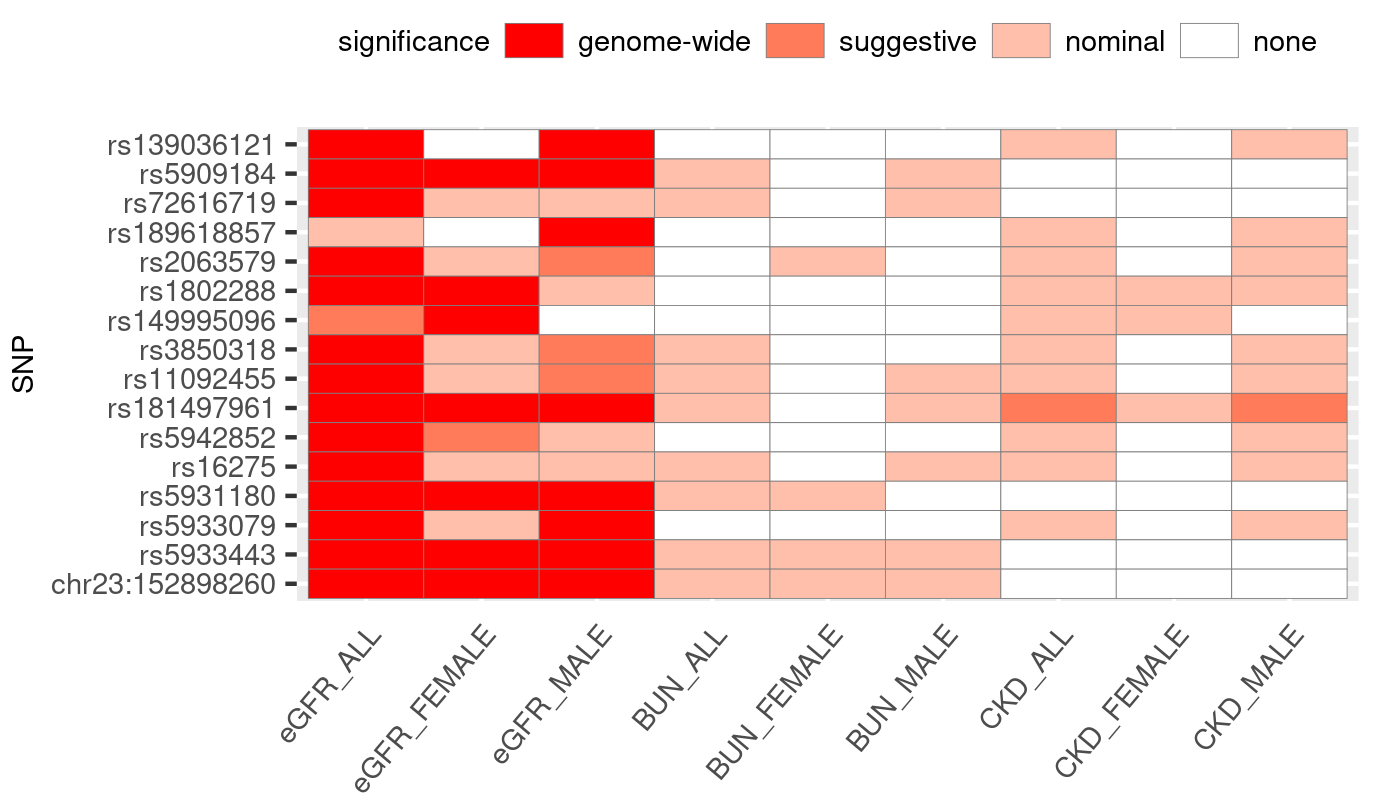 significance genome-wide suggestive nominal none
rs139036121
rs5909184
rs72616719
rs189618857
rs2063579
rs1802288
rs149995096
rs3850318
rs11092455
rs181497961
rs5942852
rs16275
rs5931180
rs5933079
rs5933443
chr23:152898260
SNP
eGFR_ALL
eGFR_FEMALE
eGFR_MALE
BUN_ALL
BUN_FEMALE
BUN_MALE
CKD_ALL
CKD_FEMALE
CKD_MALE